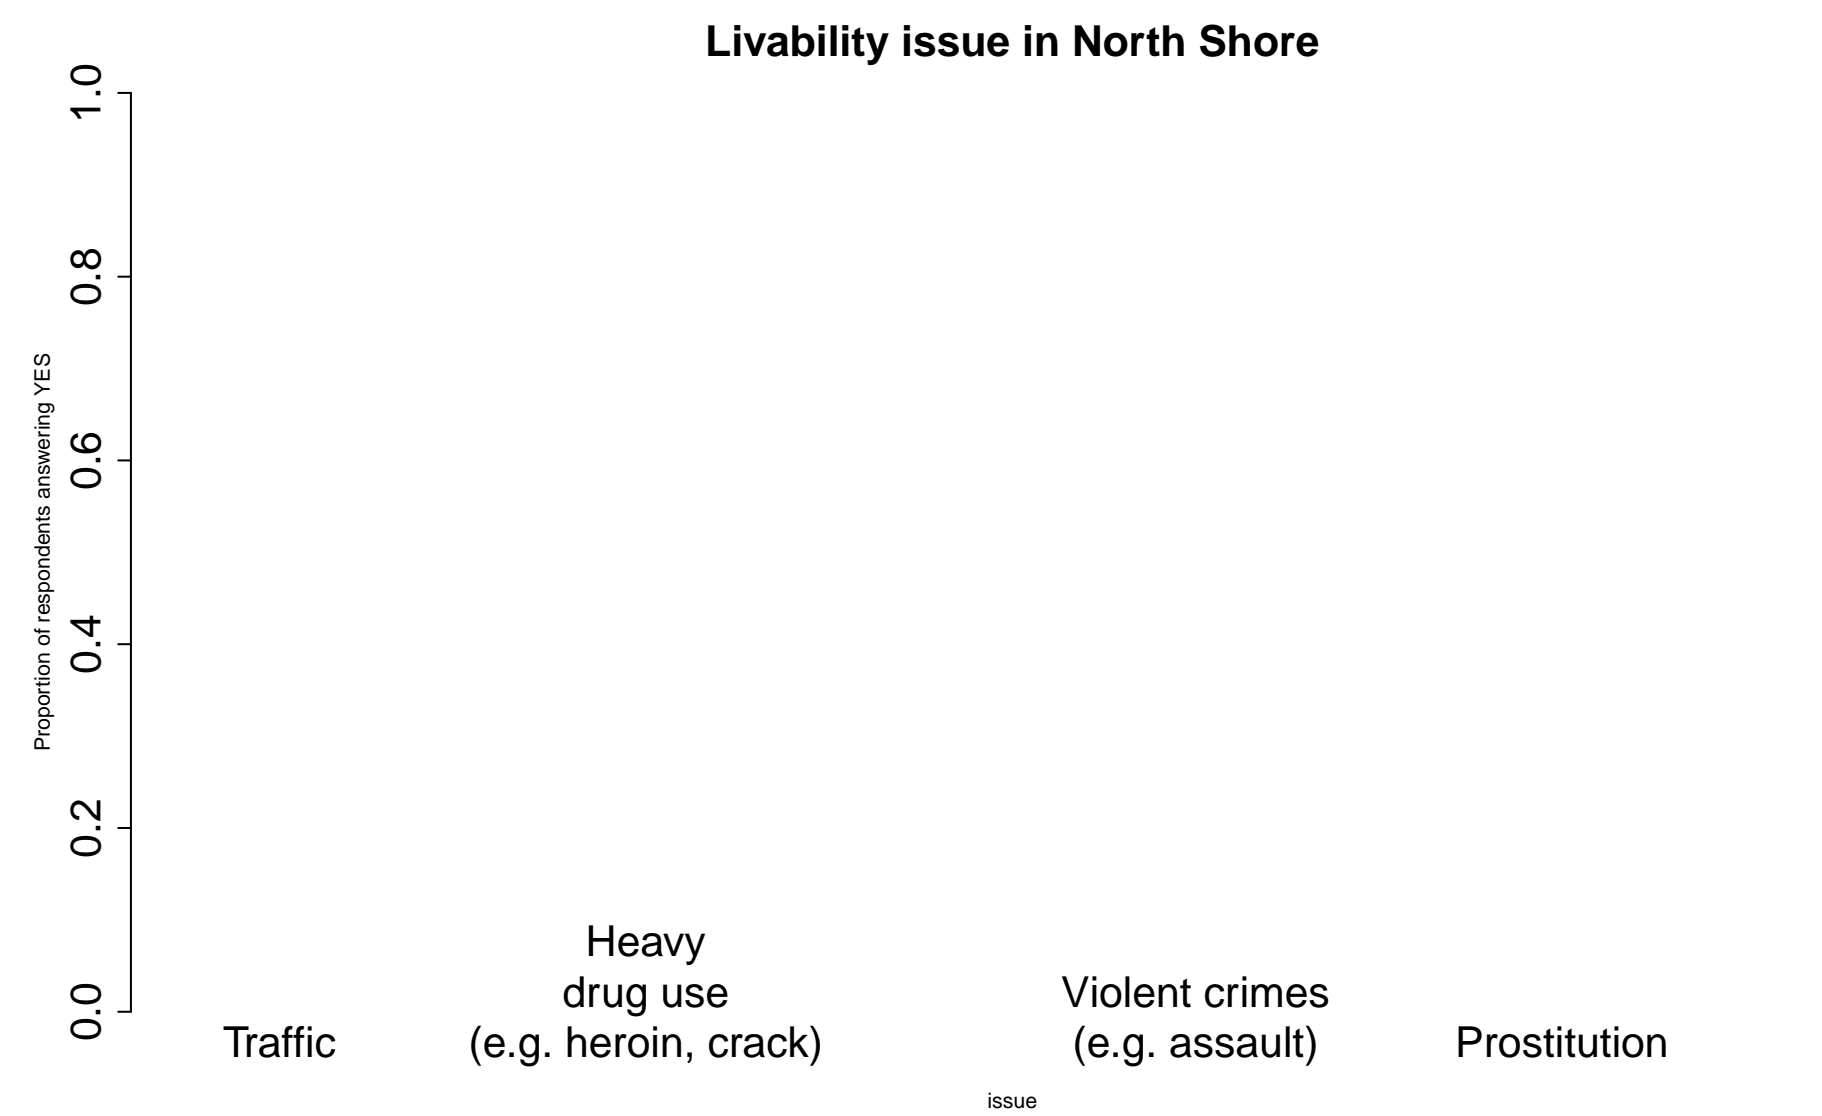 Livability issue in North Shore
Proportion of respondents answering YES
1.0
0.8
0.6
0.4
0.2
0.0
Traffic
Heavy
drug use
(e.g. heroin, crack)
Violent crimes
(e.g. assault)
Prostitution
issue